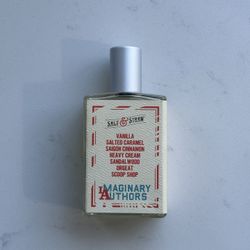 SALT & STRAW
VANILLA
SALTED CARAMEL
SAIGON CINNAMON
HEAVY CREAM
SANDALWOOD
ORGEAT
SCOOP SHOP
IMAGINARY
AUTHORS